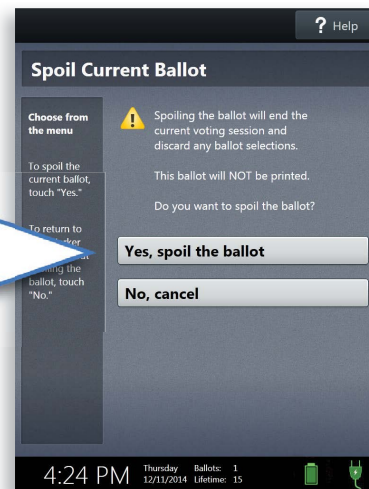 ? Help
Spoil Current Ballot
Choose from
the menu
To spoil the
current ballot,
touch "Yes."
To return to
the
ballot, touch
"No."
Spoiling the ballot will end the
current voting session and
discard any ballot selections.
This ballot will NOT be printed.
Do you want to spoil the ballot?
Yes, spoil the ballot
No, cancel
4:24 PM
Thursday Ballots: 1
12/11/2014 Lifetime: 15